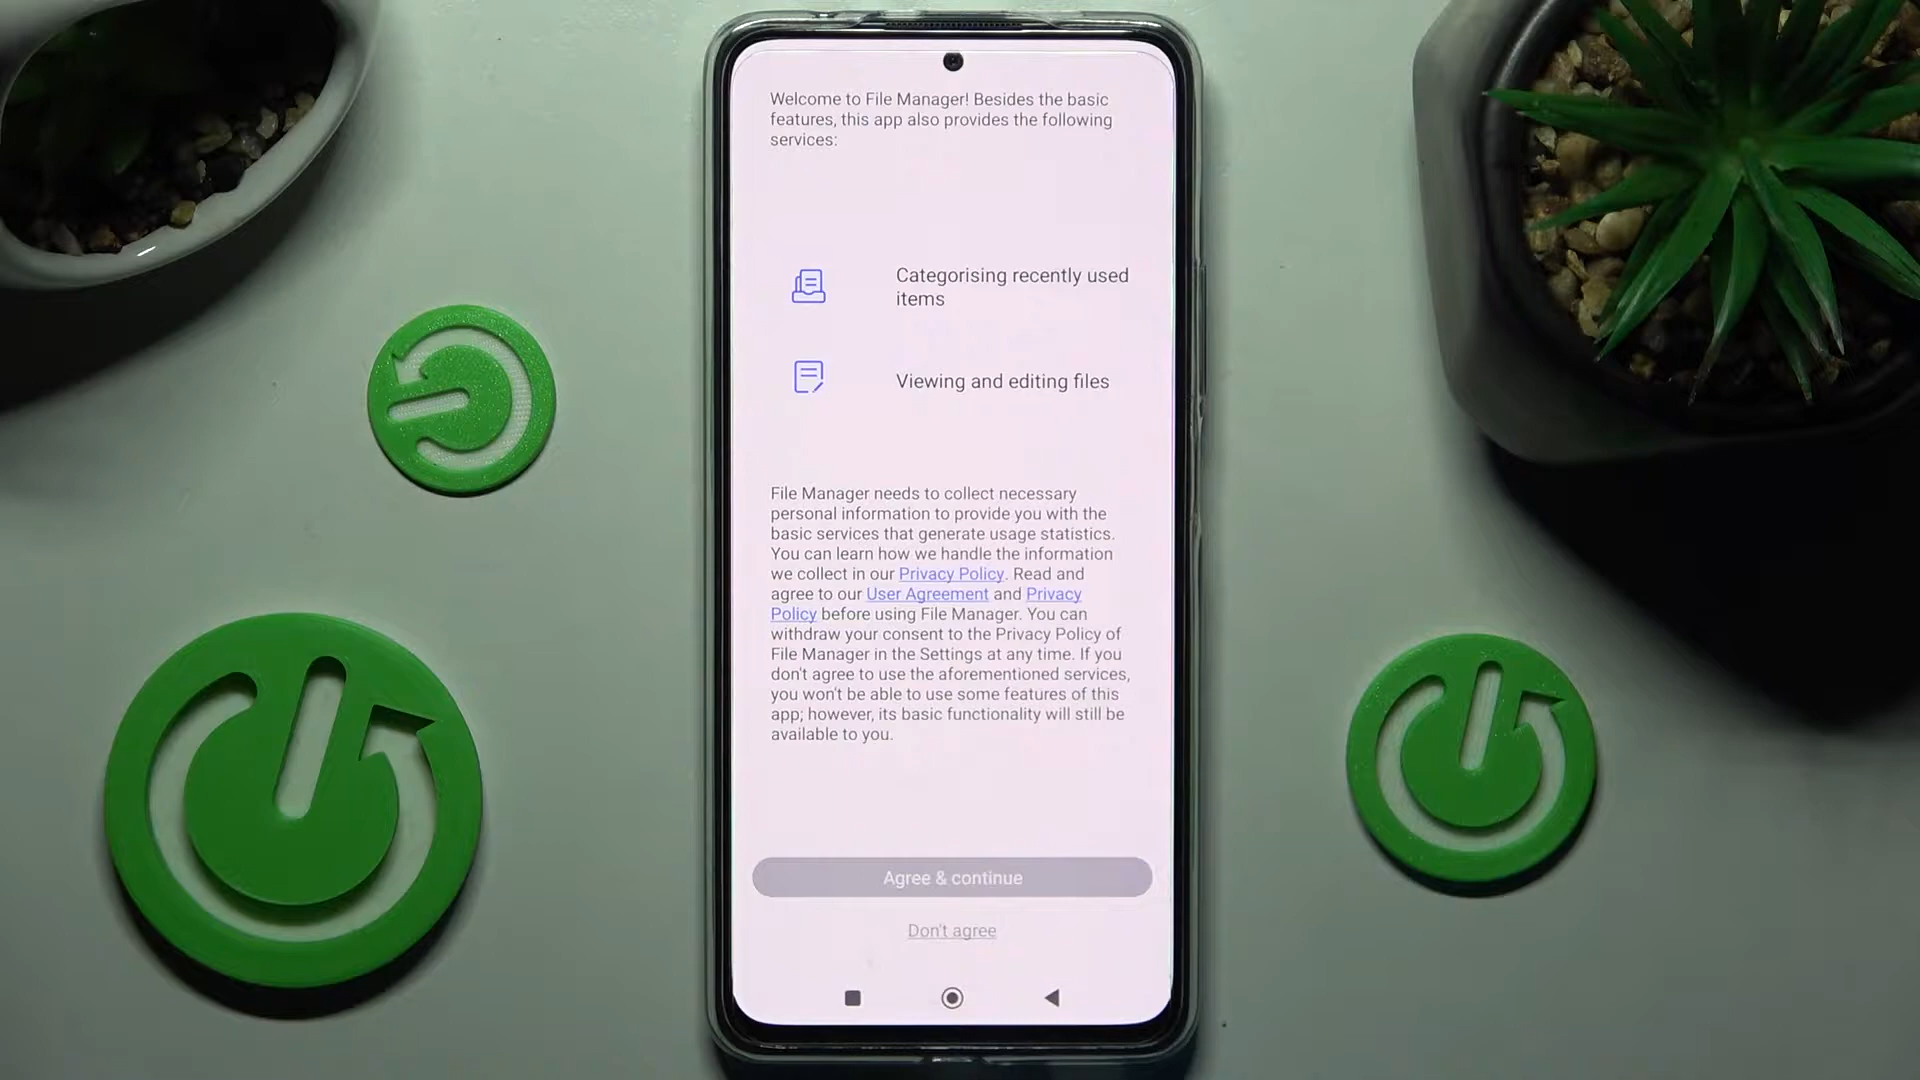 Welcome to File Manager! Besides the basic
features, this app also provides the following
services:
Categorising recently used
items
Viewing and editing files
File Manager needs to collect necessary
personal information to provide you with the
basic services that generate usage statistics.
You can learn how we handle the information
we collect in our Privacy Policy. Read and
agree to our User Agreement and Privacy
Policy before using File Manager. You can
withdraw your consent to the Privacy Policy of
File Manager in the Settings at any time. If you
don't agree to use the aforementioned services,
you won't be able to use some features of this
app; however, its basic functionality will still be
available to you.
Agree & continue
Don't agree